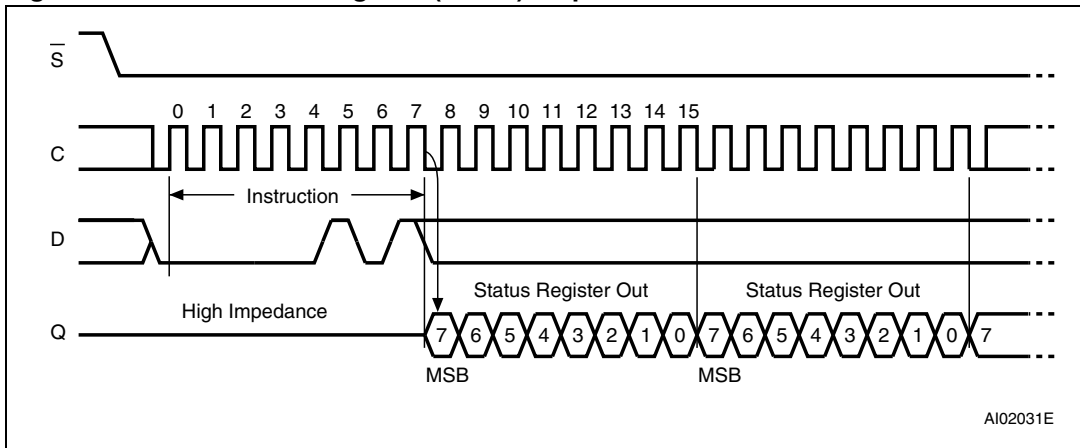 S
0 1 2 3 4 5 6 7 8 9 10 11 12 13 14 15
C
Instruction
D
Status Register Out Status Register Out
High Impedance
Q 7 6 5 4 3 2 1 0 7 6 5 4 3 2 1 0 7
MSB MSB
AI02031E